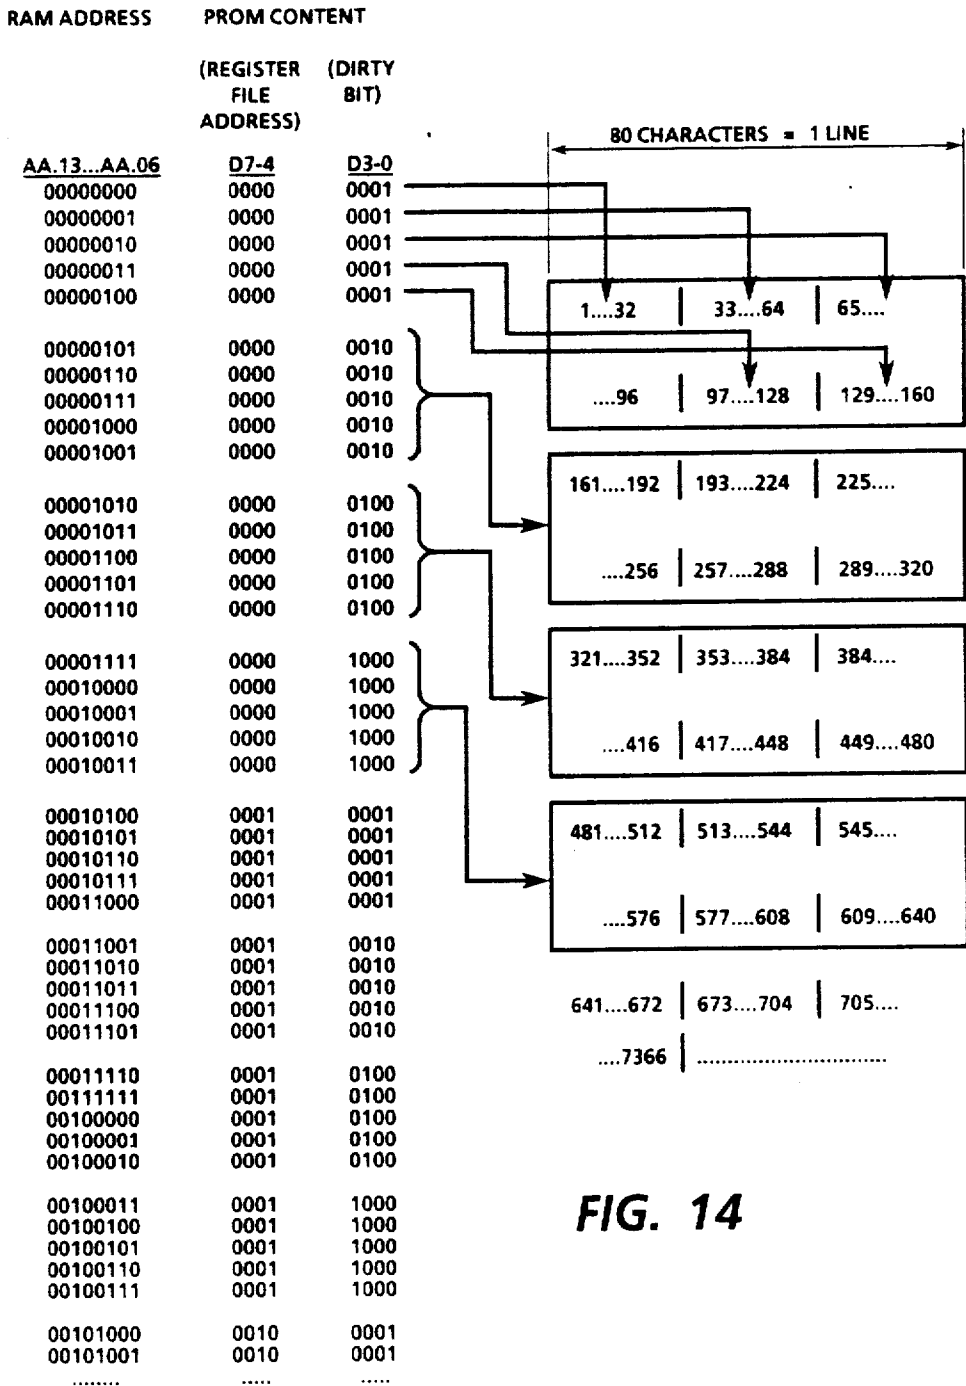 RAM ADDRESS PROM CONTENT
(REGISTER FILE ADDRESS) (DIRTY BIT)
80 CHARACTERS = 1 LINE
AA.13...AA.06 D7-4 D3-0
00000000 0000 0001
00000001 0000 0001
00000010 0000 0001
00000011 0000 0001
00000100 0000 0001
1....32 33....64 65....
00000101 0000 0010
00000110 0000 0010
00000111 0000 0010
00001000 0000 0010
00001001 0000 0010
....96 97....128 129....160
161....192 193....224 225....
00001010 0000 0100
00001011 0000 0100
00001100 0000 0100
00001101 0000 0100
00001110 0000 0100
....256 257....288 289....320
00001111 0000 1000
00010000 0000 1000
00010001 0000 1000
00010010 0000 1000
00010011 0000 1000
321....352 353....384 384....
....416 417....448 449....480
00010100 0001 0001
00010101 0001 0001
00010110 0001 0001
00010111 0001 0001
00011000 0001 0001
481....512 513....544 545....
....576 577....608 609....640
00011001 0001 0010
00011010 0001 0010
00011011 0001 0010
00011100 0001 0010
00011101 0001 0010
641....672 673....704 705....
....7366 ..............................
00011110 0001 0100
00111111 0001 0100
00100000 0001 0100
00100001 0001 0100
00100010 0001 0100
00100011 0001 1000
00100100 0001 1000
00100101 0001 1000
00100110 0001 1000
00100111 0001 1000
FIG. 14
00101000 0010 0001
00101001 0010 0001
........ ..... .....